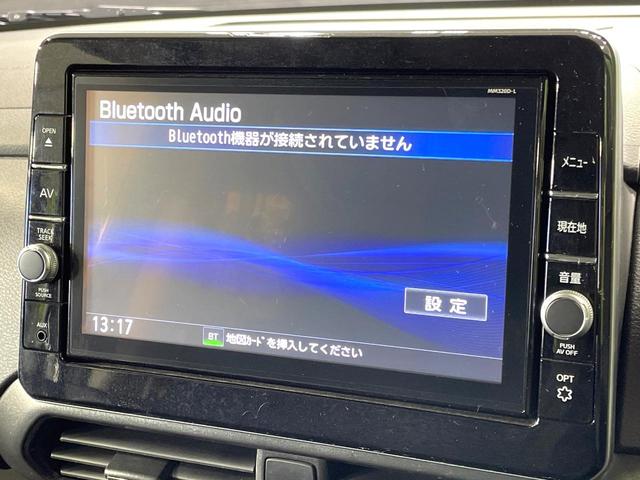 MM320D-L
Bluetooth Audio
Bluetooth機器が接続されていません
設定
13:17
BT
地図ｶｰﾄﾞを挿入してください
OPEN
AV
TRACK
SEEK
PUSH
SOURCE
AUX
メニュー
現在地
音量
PUSH
AV OFF
OPT